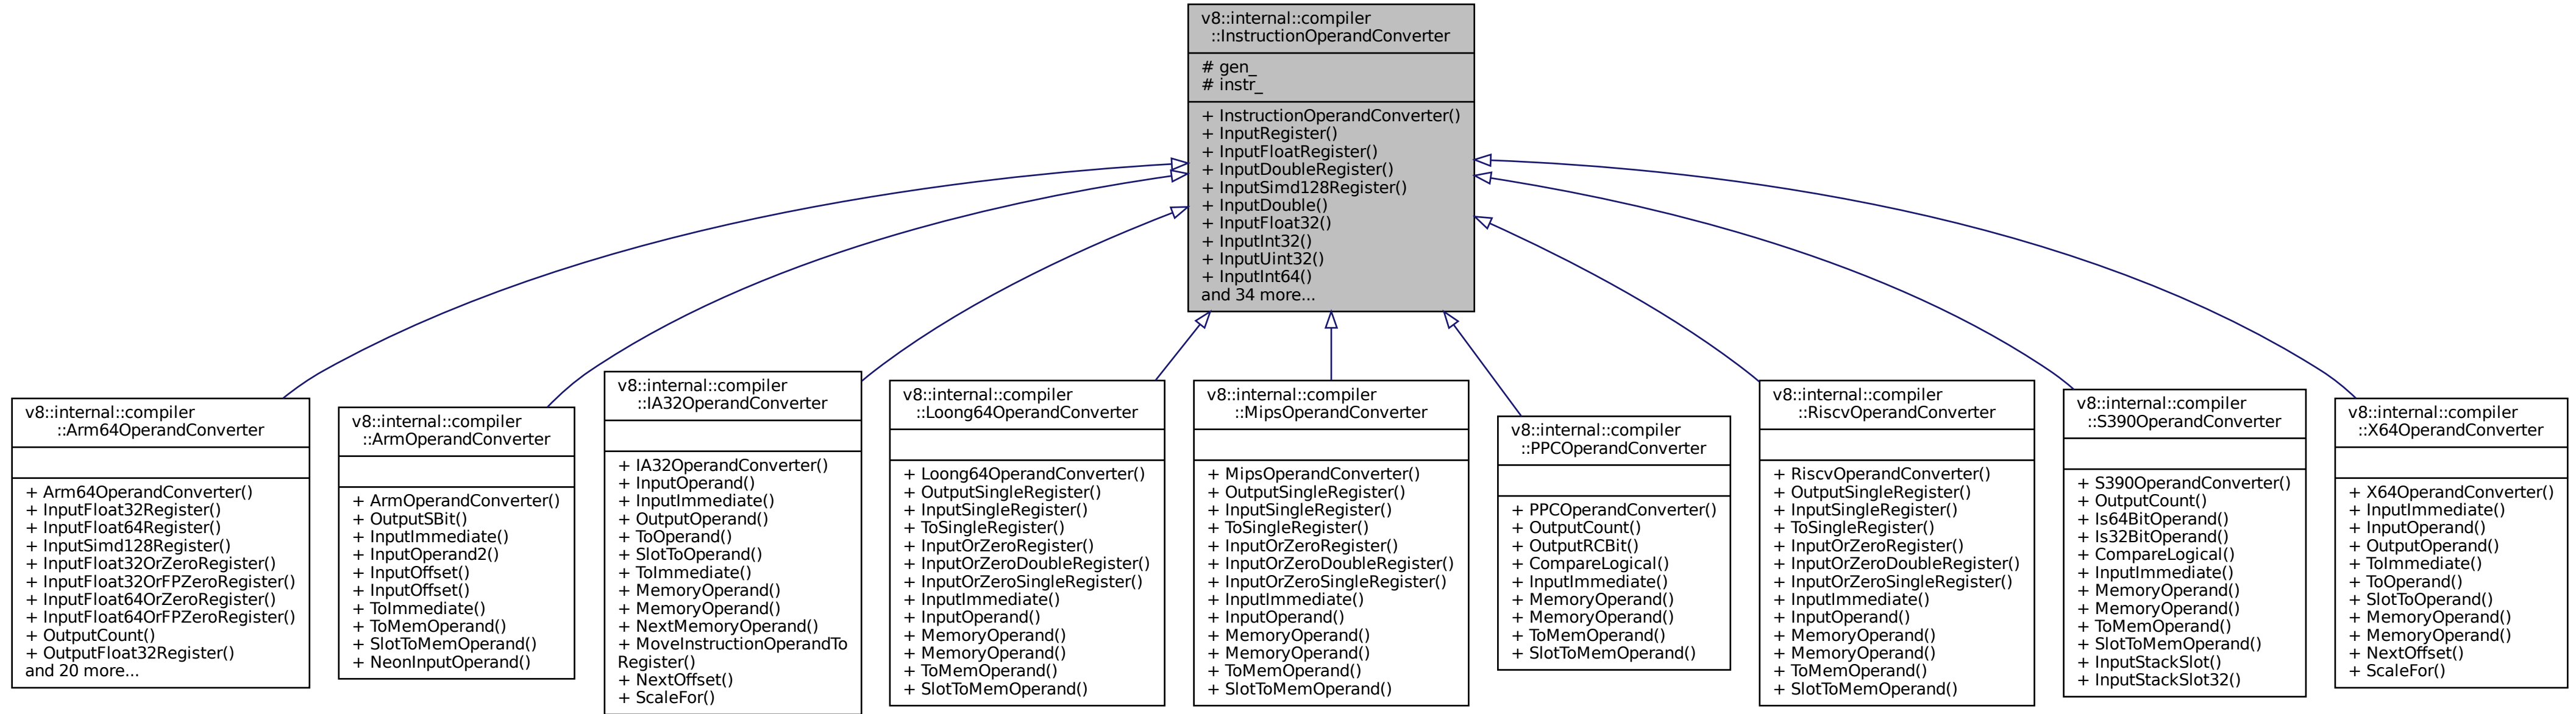 v8::internal::compiler
::InstructionOperandConverter
# gen_
# instr_
+ InstructionOperandConverter()
+ InputRegister()
+ InputFloatRegister()
+ InputDoubleRegister()
+ InputSimd128Register()
+ InputDouble()
+ InputFloat32()
+ InputInt32()
+ InputUint32()
+ InputInt64()
and 34 more...
v8::internal::compiler
::Arm64OperandConverter
+ Arm64OperandConverter()
+ InputFloat32Register()
+ InputFloat64Register()
+ InputSimd128Register()
+ InputFloat32OrZeroRegister()
+ InputFloat32OrFPZeroRegister()
+ InputFloat64OrZeroRegister()
+ InputFloat64OrFPZeroRegister()
+ OutputCount()
+ OutputFloat32Register()
and 20 more...
v8::internal::compiler
::ArmOperandConverter
+ ArmOperandConverter()
+ OutputSBit()
+ InputImmediate()
+ InputOperand2()
+ InputOffset()
+ InputOffset()
+ ToImmediate()
+ ToMemOperand()
+ SlotToMemOperand()
+ NeonInputOperand()
v8::internal::compiler
::IA32OperandConverter
+ IA32OperandConverter()
+ InputOperand()
+ InputImmediate()
+ OutputOperand()
+ ToOperand()
+ SlotToOperand()
+ ToImmediate()
+ MemoryOperand()
+ MemoryOperand()
+ NextMemoryOperand()
+ MoveInstructionOperandTo
Register()
+ NextOffset()
+ ScaleFor()
v8::internal::compiler
::Loong64OperandConverter
+ Loong64OperandConverter()
+ OutputSingleRegister()
+ InputSingleRegister()
+ ToSingleRegister()
+ InputOrZeroRegister()
+ InputOrZeroDoubleRegister()
+ InputOrZeroSingleRegister()
+ InputImmediate()
+ InputOperand()
+ MemoryOperand()
+ MemoryOperand()
+ ToMemOperand()
+ SlotToMemOperand()
v8::internal::compiler
::MipsOperandConverter
+ MipsOperandConverter()
+ OutputSingleRegister()
+ InputSingleRegister()
+ ToSingleRegister()
+ InputOrZeroRegister()
+ InputOrZeroDoubleRegister()
+ InputOrZeroSingleRegister()
+ InputImmediate()
+ InputOperand()
+ MemoryOperand()
+ MemoryOperand()
+ ToMemOperand()
+ SlotToMemOperand()
v8::internal::compiler
::PPCOperandConverter
+ PPCOperandConverter()
+ OutputCount()
+ OutputRCBit()
+ CompareLogical()
+ InputImmediate()
+ MemoryOperand()
+ MemoryOperand()
+ ToMemOperand()
+ SlotToMemOperand()
v8::internal::compiler
::RiscvOperandConverter
+ RiscvOperandConverter()
+ OutputSingleRegister()
+ InputSingleRegister()
+ ToSingleRegister()
+ InputOrZeroRegister()
+ InputOrZeroDoubleRegister()
+ InputOrZeroSingleRegister()
+ InputImmediate()
+ InputOperand()
+ MemoryOperand()
+ MemoryOperand()
+ ToMemOperand()
+ SlotToMemOperand()
v8::internal::compiler
::S390OperandConverter
+ S390OperandConverter()
+ OutputCount()
+ Is64BitOperand()
+ Is32BitOperand()
+ CompareLogical()
+ InputImmediate()
+ MemoryOperand()
+ MemoryOperand()
+ ToMemOperand()
+ SlotToMemOperand()
+ InputStackSlot()
+ InputStackSlot32()
v8::internal::compiler
::X64OperandConverter
+ X64OperandConverter()
+ InputImmediate()
+ InputOperand()
+ OutputOperand()
+ ToImmediate()
+ ToOperand()
+ SlotToOperand()
+ MemoryOperand()
+ MemoryOperand()
+ NextOffset()
+ ScaleFor()